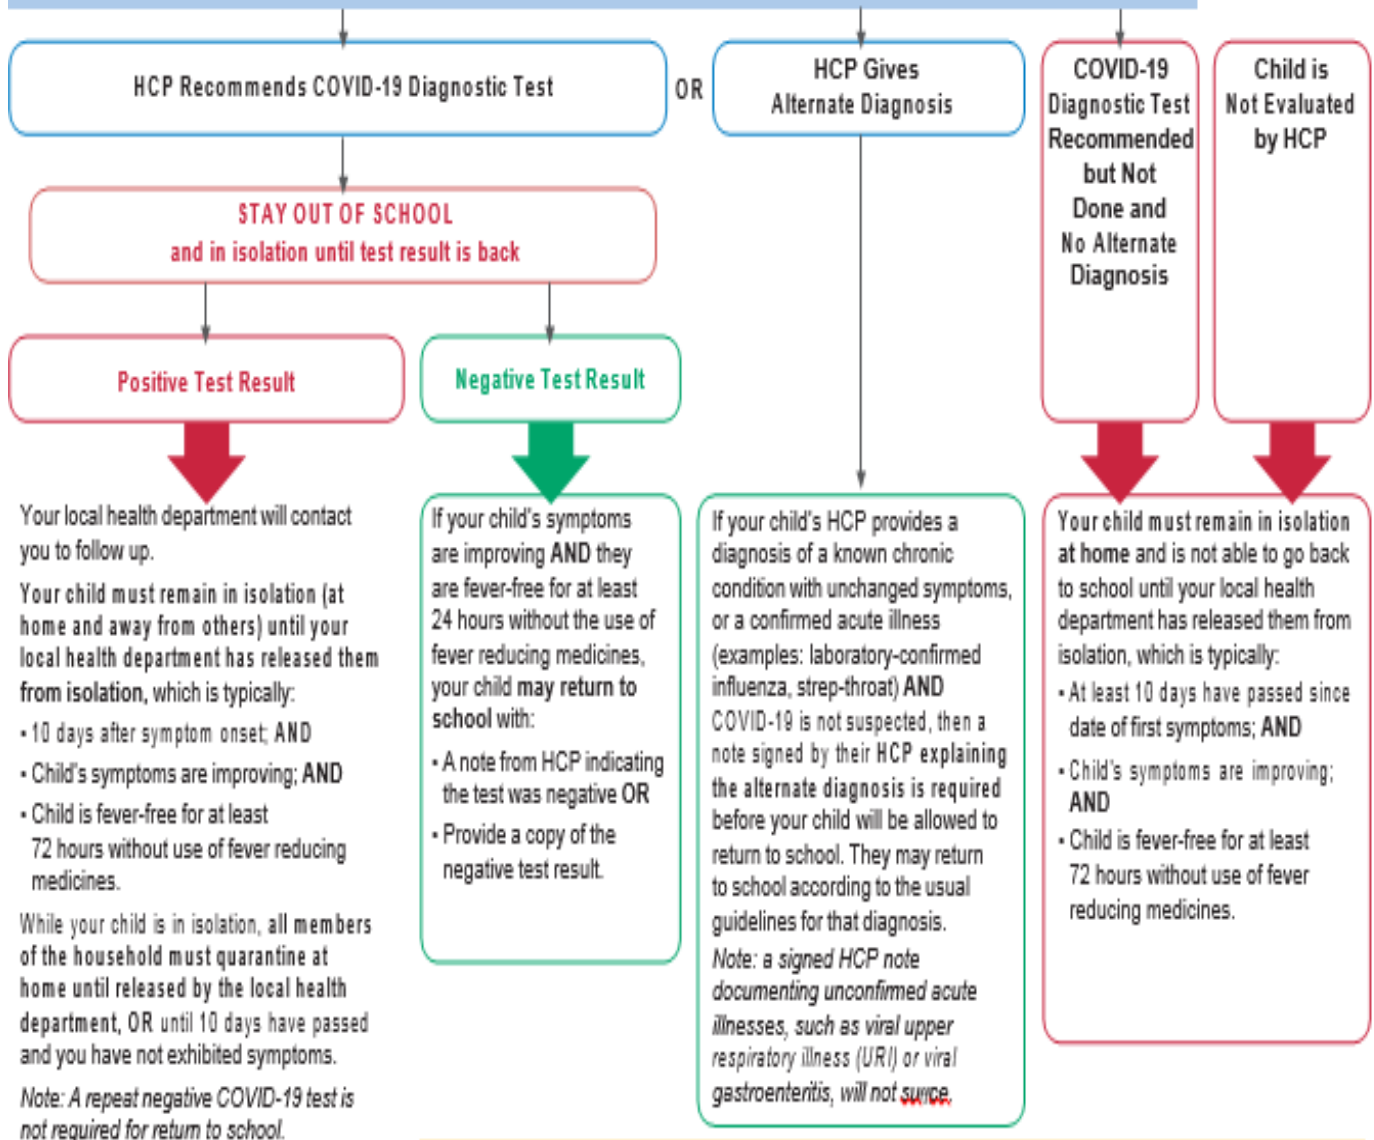 HCP Recommends COVID-19 Diagnostic Test
OR
HCP Gives
Alternate Diagnosis
COVID-19
Diagnostic Test
Recommended
but Not
Done and
No Alternate
Diagnosis
Child is
Not Evaluated
by HCP
STAY OUT OF SCHOOL
and in isolation until test result is back
Positive Test Result
Negative Test Result
Your local health department will contact
you to follow up.
Your child must remain in isolation (at
home and away from others) until your
local health department has released them
from isolation, which is typically:
▪ 10 days after symptom onset; AND
▪ Child's symptoms are improving; AND
▪ Child is fever-free for at least
72 hours without use of fever reducing
medicines.
While your child is in isolation, all members
of the household must quarantine at
home until released by the local health
department, OR until 10 days have passed
and you have not exhibited symptoms.
Note: A repeat negative COVID-19 test is
not required for return to school.
If your child's symptoms
are improving AND they
are fever-free for at least
24 hours without the use of
fever reducing medicines,
your child may return to
school with:
▪ A note from HCP indicating
the test was negative OR
▪ Provide a copy of the
negative test result.
If your child's HCP provides a
diagnosis of a known chronic
condition with unchanged symptoms,
or a confirmed acute illness
(examples: laboratory-confirmed
influenza, strep-throat) AND
COVID-19 is not suspected, then a
note signed by their HCP explaining
the alternate diagnosis is required
before your child will be allowed to
return to school. They may return
to school according to the usual
guidelines for that diagnosis.
Note: a signed HCP note
documenting unconfirmed acute
illnesses, such as viral upper
respiratory illness (URI) or viral
gastroenteritis, will not
Your child must remain in isolation
at home and is not able to go back
to school until your local health
department has released them from
isolation, which is typically:
▪ At least 10 days have passed since
date of first symptoms; AND
▪ Child's symptoms are improving;
AND
▪ Child is fever-free for at least
72 hours without use of fever
reducing medicines.